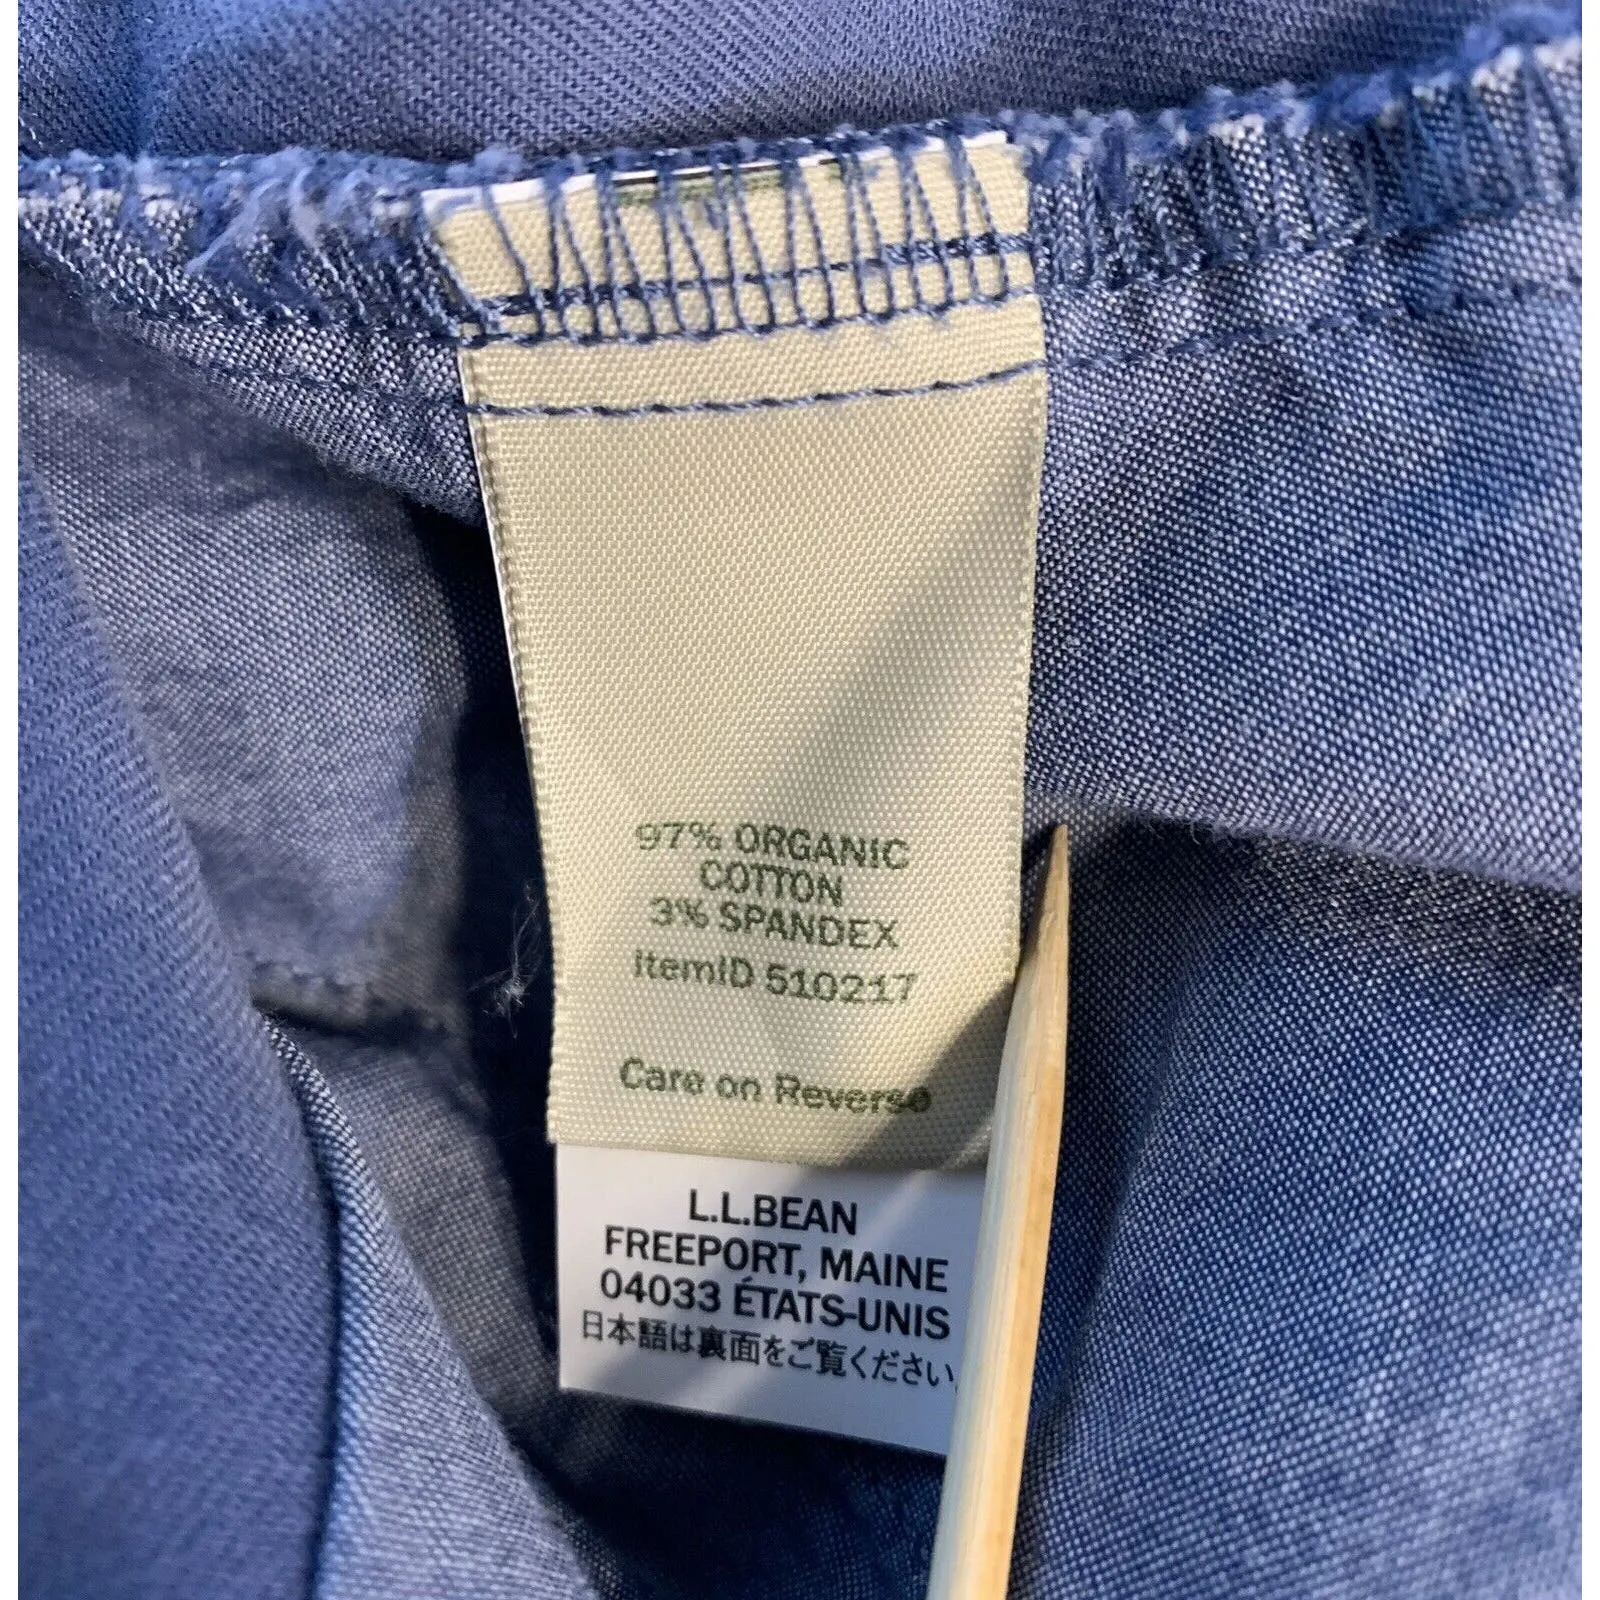 97% ORGANIC
COTTON
3% SPANDEX
ItemID 510217
Care on Reverse
L.L.BEAN
FREEPORT, MAINE
04033 ÉTATS-UNIS
日本語は裏面をご覧ください。